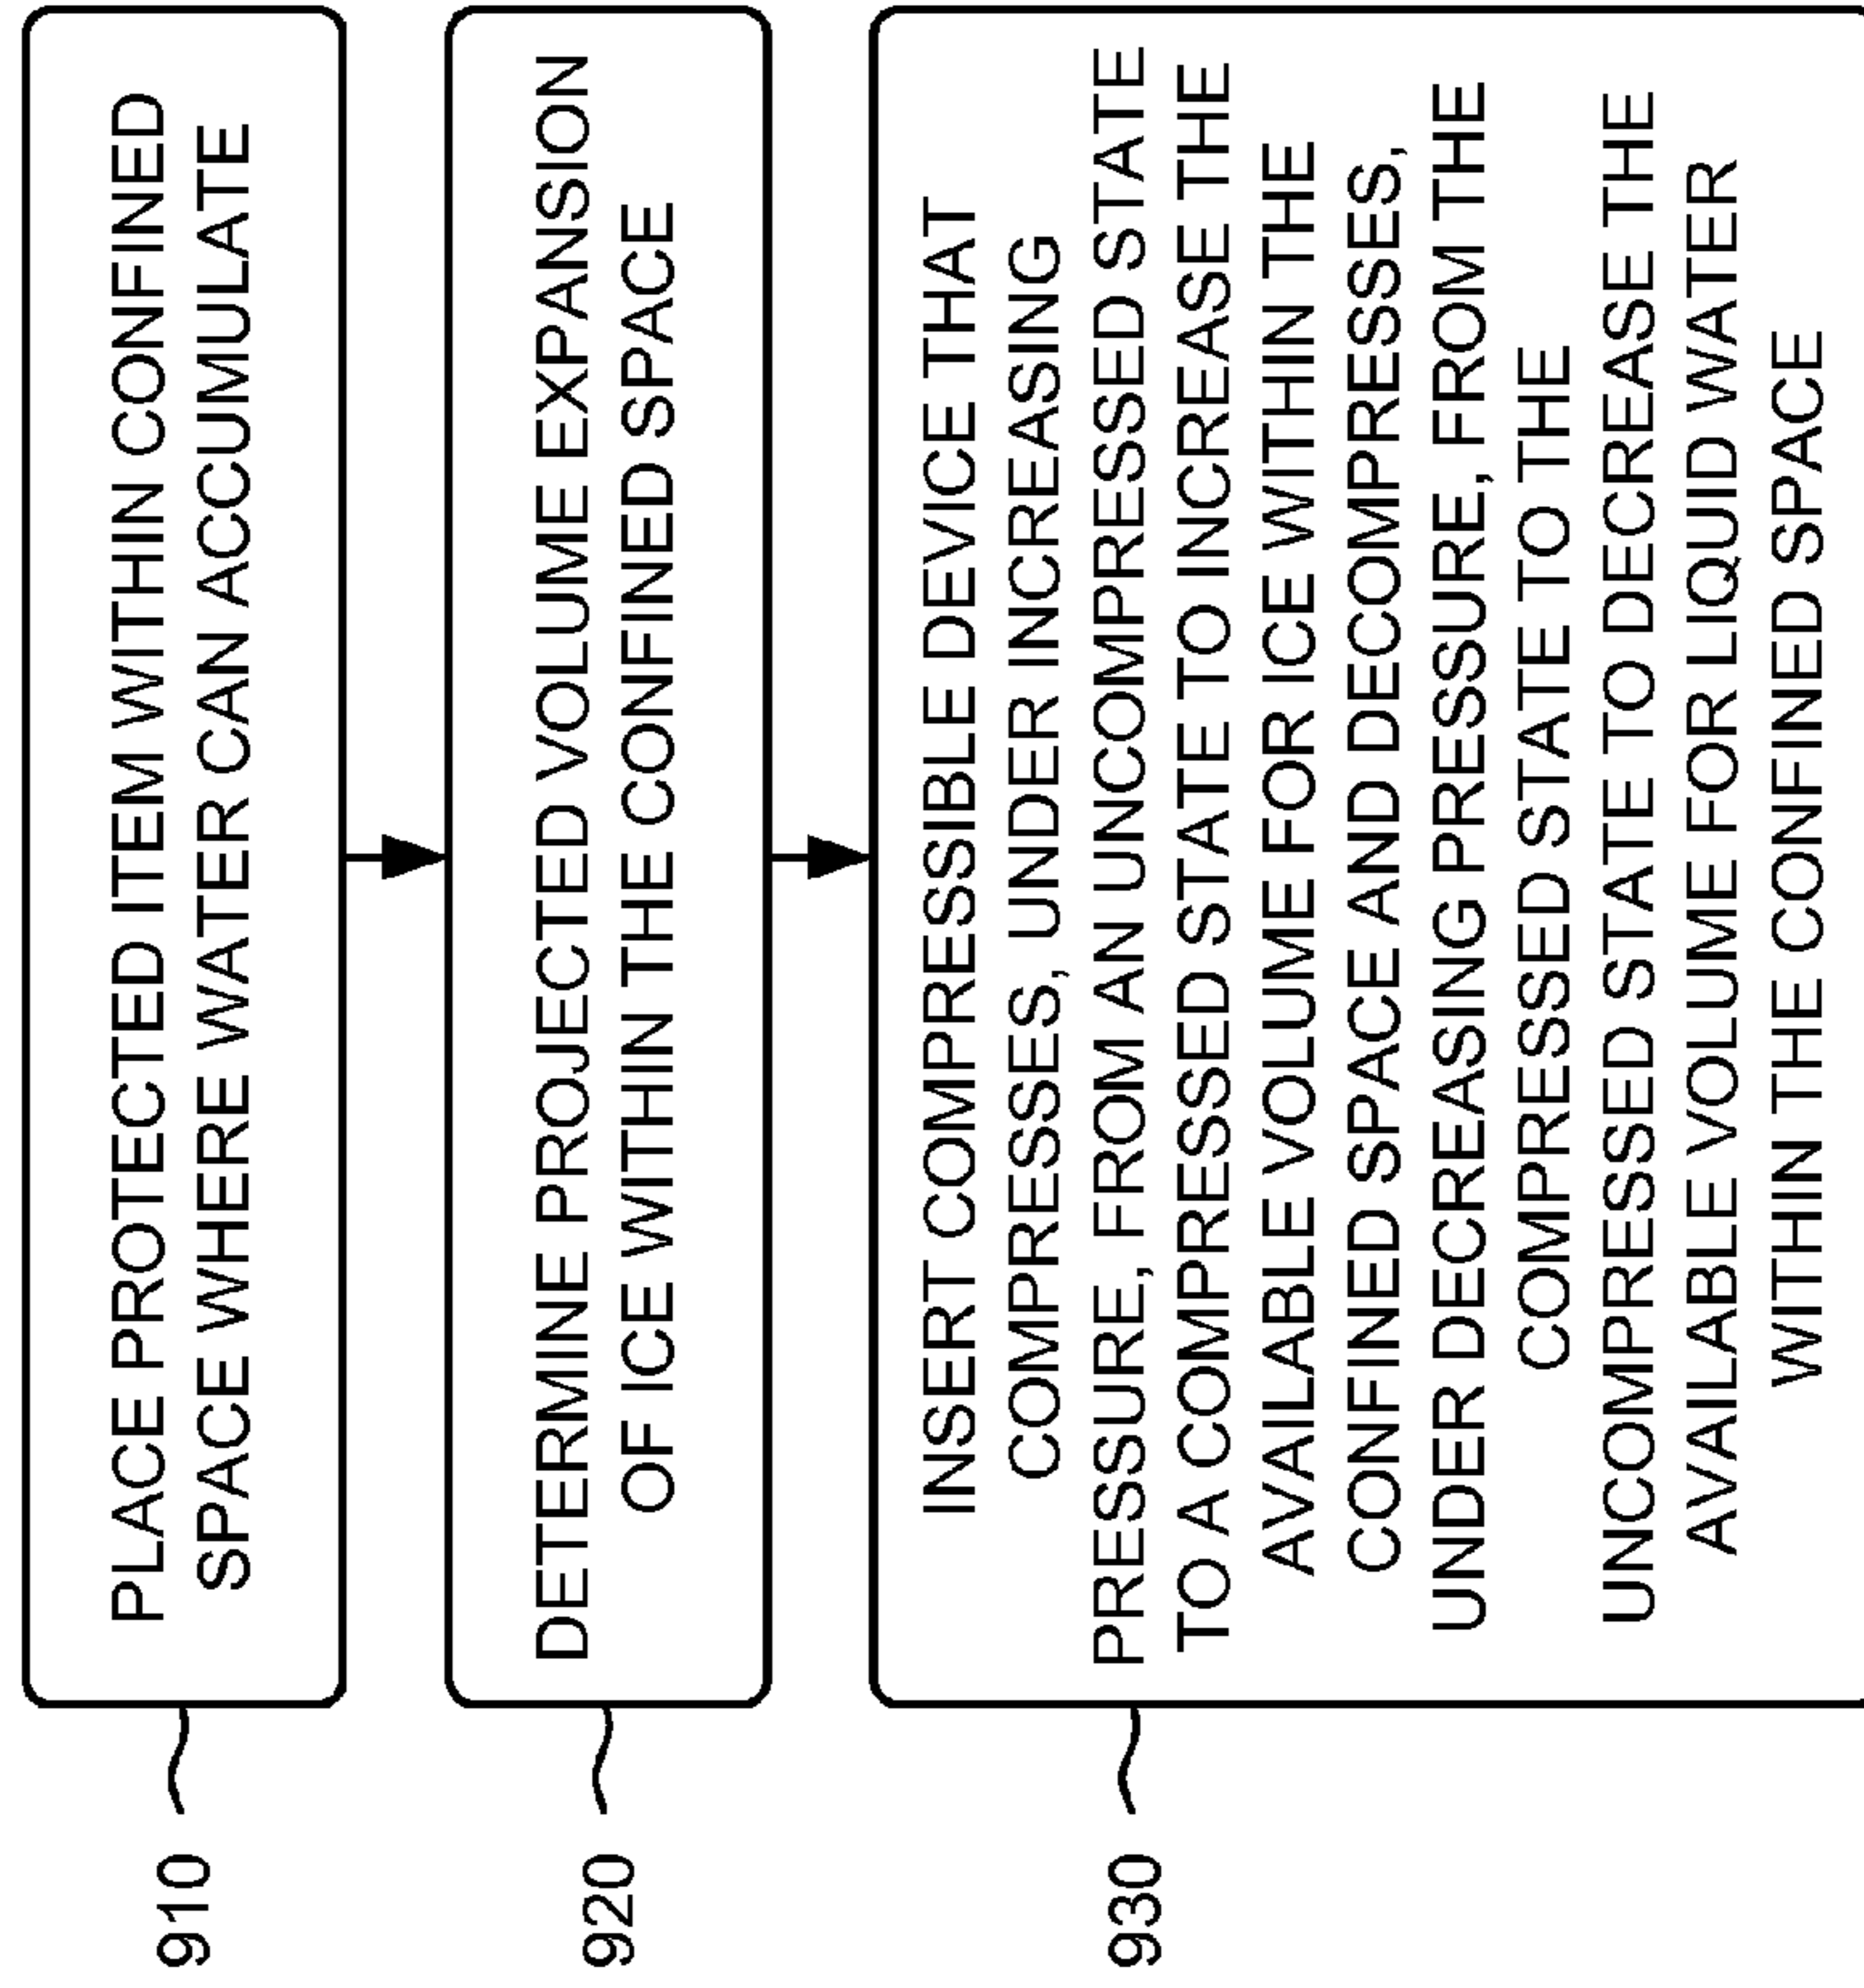 910
PLACE PROTECTED ITEM WITHIN CONFINED
SPACE WHERE WATER CAN ACCUMULATE
920
DETERMINE PROJECTED VOLUME EXPANSION
OF ICE WITHIN THE CONFINED SPACE
930
INSERT COMPRESSIBLE DEVICE THAT
COMPRESSES, UNDER INCREASING
PRESSURE, FROM AN UNCOMPRESSED STATE
TO A COMPRESSED STATE TO INCREASE THE
AVAILABLE VOLUME FOR ICE WITHIN THE
CONFINED SPACE AND DECOMPRESSES,
UNDER DECREASING PRESSURE, FROM THE
COMPRESSED STATE TO THE
UNCOMPRESSED STATE TO DECREASE THE
AVAILABLE VOLUME FOR LIQUID WATER
WITHIN THE CONFINED SPACE